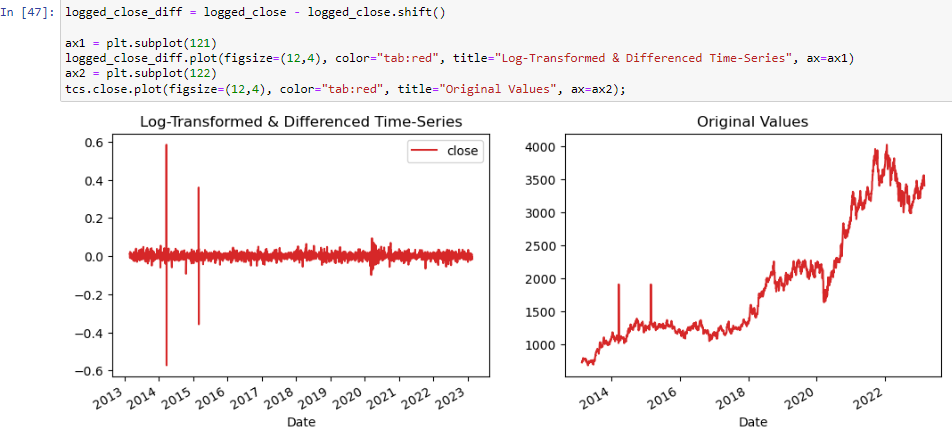 In [47]: logged_close_diff = logged_close - logged_close.shift()
ax1 = plt.subplot(121)
logged_close_diff.plot(figsize=(12,4), color="tab:red", title="Log-Transformed & Differenced Time-Series", ax=ax1)
ax2 = plt.subplot(122)
tcs.close.plot(figsize=(12,4), color="tab:red", title="Original Values", ax=ax2);
Log-Transformed & Differenced Time-Series
close
0.6
0.4
0.2
0.0
−0.2
−0.4
−0.6
2013 2014 2015 2016 2017 2018 2019 2020 2021 2022 2023
Date
Original Values
4000
3500
3000
2500
2000
1500
1000
2014 2016 2018 2020 2022
Date